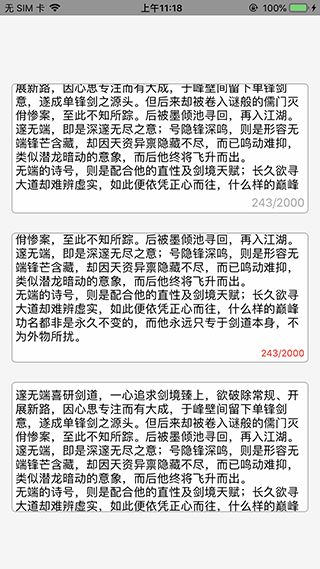 无 SIM 卡 上午11:18 100%
展新路，因心思专注而有大成，于峰壁间留下单锋剑
意，遂成单锋剑之源头。但后来却被卷入谜般的儒门灭
佾惨案，至此不知所踪。后被墨倾池寻回，再入江湖。
邃无端，即是深邃无尽之意；号隐锋深鸣，则是形容无
端锋芒含藏，却因天资异禀隐藏不尽，而已鸣动难抑，
类似潜龙暗动的意象，而后他终将飞升而出。
无端的诗号，则是配合他的直性及剑境天赋；长久欲寻
大道却难辨虚实，如此便依凭正心而往，什么样的巅峰
243/2000
佾惨案，至此不知所踪。后被墨倾池寻回，再入江湖。
邃无端，即是深邃无尽之意；号隐锋深鸣，则是形容无
端锋芒含藏，却因天资异禀隐藏不尽，而已鸣动难抑，
类似潜龙暗动的意象，而后他终将飞升而出。
无端的诗号，则是配合他的直性及剑境天赋；长久欲寻
大道却难辨虚实，如此便依凭正心而往，什么样的巅峰
功名都非是永久不变的，而他永远只专于剑道本身，不
为外物所扰。
243/2000
邃无端喜研剑道，一心追求剑境臻上，欲破除常规、开
展新路，因心思专注而有大成，于峰壁间留下单锋剑
意，遂成单锋剑之源头。但后来却被卷入谜般的儒门灭
佾惨案，至此不知所踪。后被墨倾池寻回，再入江湖。
邃无端，即是深邃无尽之意；号隐锋深鸣，则是形容无
端锋芒含藏，却因天资异禀隐藏不尽，而已鸣动难抑，
类似潜龙暗动的意象，而后他终将飞升而出。
无端的诗号，则是配合他的直性及剑境天赋；长久欲寻
大道却难辨虚实，如此便依凭正心而往，什么样的巅峰